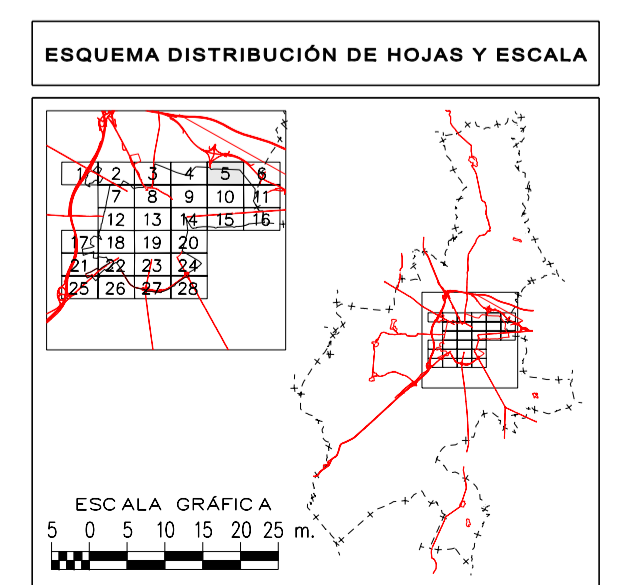 ESQUEMA DISTRIBUCIÓN DE HOJAS Y ESCALA
1 2 3 4 5 6
7 8 9 10 11
12 13 14 15 16
17 18 19 20
21 22 23 24
25 26 27 28
ESCALA GRÁFICA
5 0 5 10 15 20 25 m.